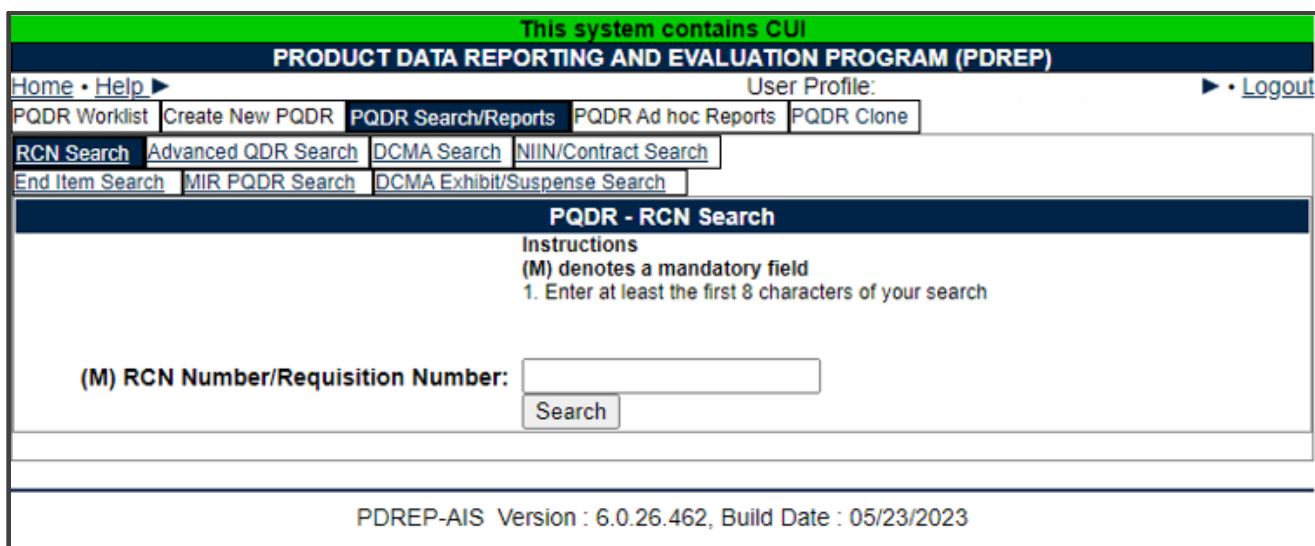 This system contains CUI
PRODUCT DATA REPORTING AND EVALUATION PROGRAM (PDREP)
Home • Help ▶ User Profile: ▶ • Logout
PQDR Worklist Create New PQDR PQDR Search/Reports PQDR Ad hoc Reports PQDR Clone
RCN Search Advanced QDR Search DCMA Search NIIN/Contract Search
End Item Search MIR PQDR Search DCMA Exhibit/Suspense Search
PQDR - RCN Search
Instructions
(M) denotes a mandatory field
1. Enter at least the first 8 characters of your search
(M) RCN Number/Requisition Number:
Search
PDREP-AIS Version : 6.0.26.462, Build Date : 05/23/2023